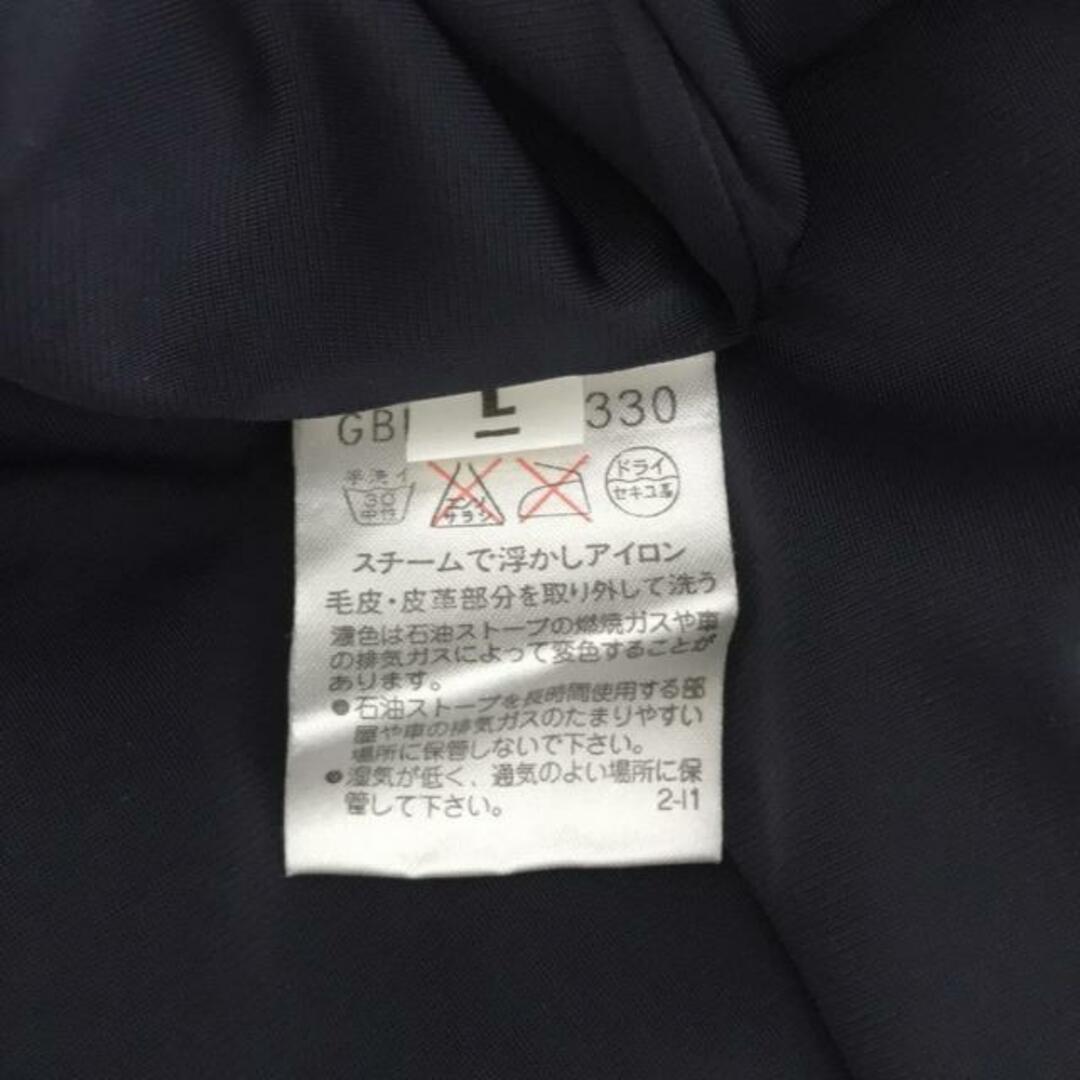 L
GBI 330
手洗イ
30
中性
エンソ
サラシ
ドライ
セキユ系
スチームで浮かしアイロン
毛皮・皮革部分を取り外して洗う
濃色は石油ストーブの燃焼ガスや車
の排気ガスによって変色することが
あります。
●石油ストーブを長時間使用する部
屋や車の排気ガスのたまりやすい
場所に保管しないで下さい。
●湿気が低く、通気のよい場所に保
管して下さい。 2-I1